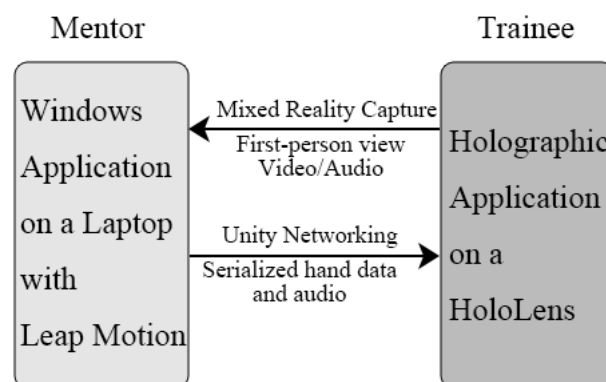 Mentor
Trainee
Windows
Application
on a Laptop
with
Leap Motion
Mixed Reality Capture
First-person view
Video/Audio
Unity Networking
Serialized hand data
and audio
Holographic
Application
on a
HoloLens